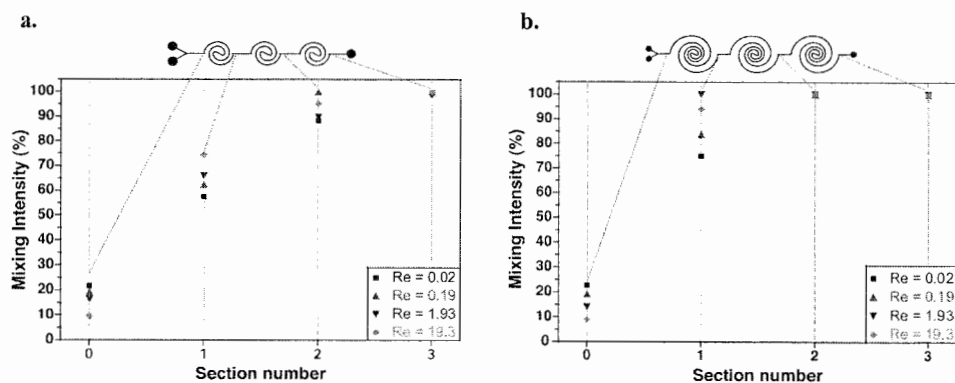 a.
Mixing Intensity (%)
100
90
80
70
60
50
40
30
20
10
0
Re = 0.02
Re = 0.19
Re = 1.93
Re = 19.3
0 1 2 3
Section number
b.
Mixing Intensity (%)
100
90
80
70
60
50
40
30
20
10
0
Re = 0.02
Re = 0.19
Re = 1.93
Re = 19.3
0 1 2 3
Section number